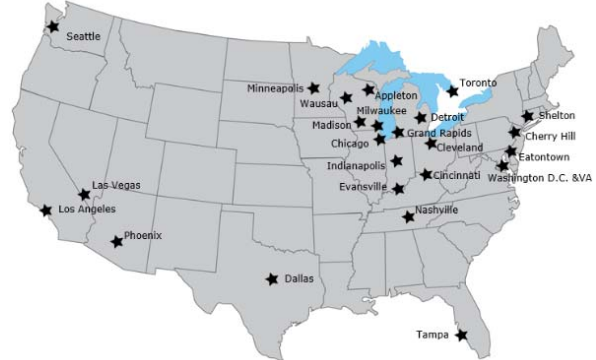 Seattle
Minneapolis
Toronto
Wausau
Appleton
Milwaukee
Madison
Detroit
Shelton
Grand Rapids
Cherry Hill
Chicago
Cleveland
Eatontown
Indianapolis
Cincinnati
Washington D.C. &VA
Evansville
Las Vegas
Los Angeles
Nashville
Phoenix
Dallas
Tampa